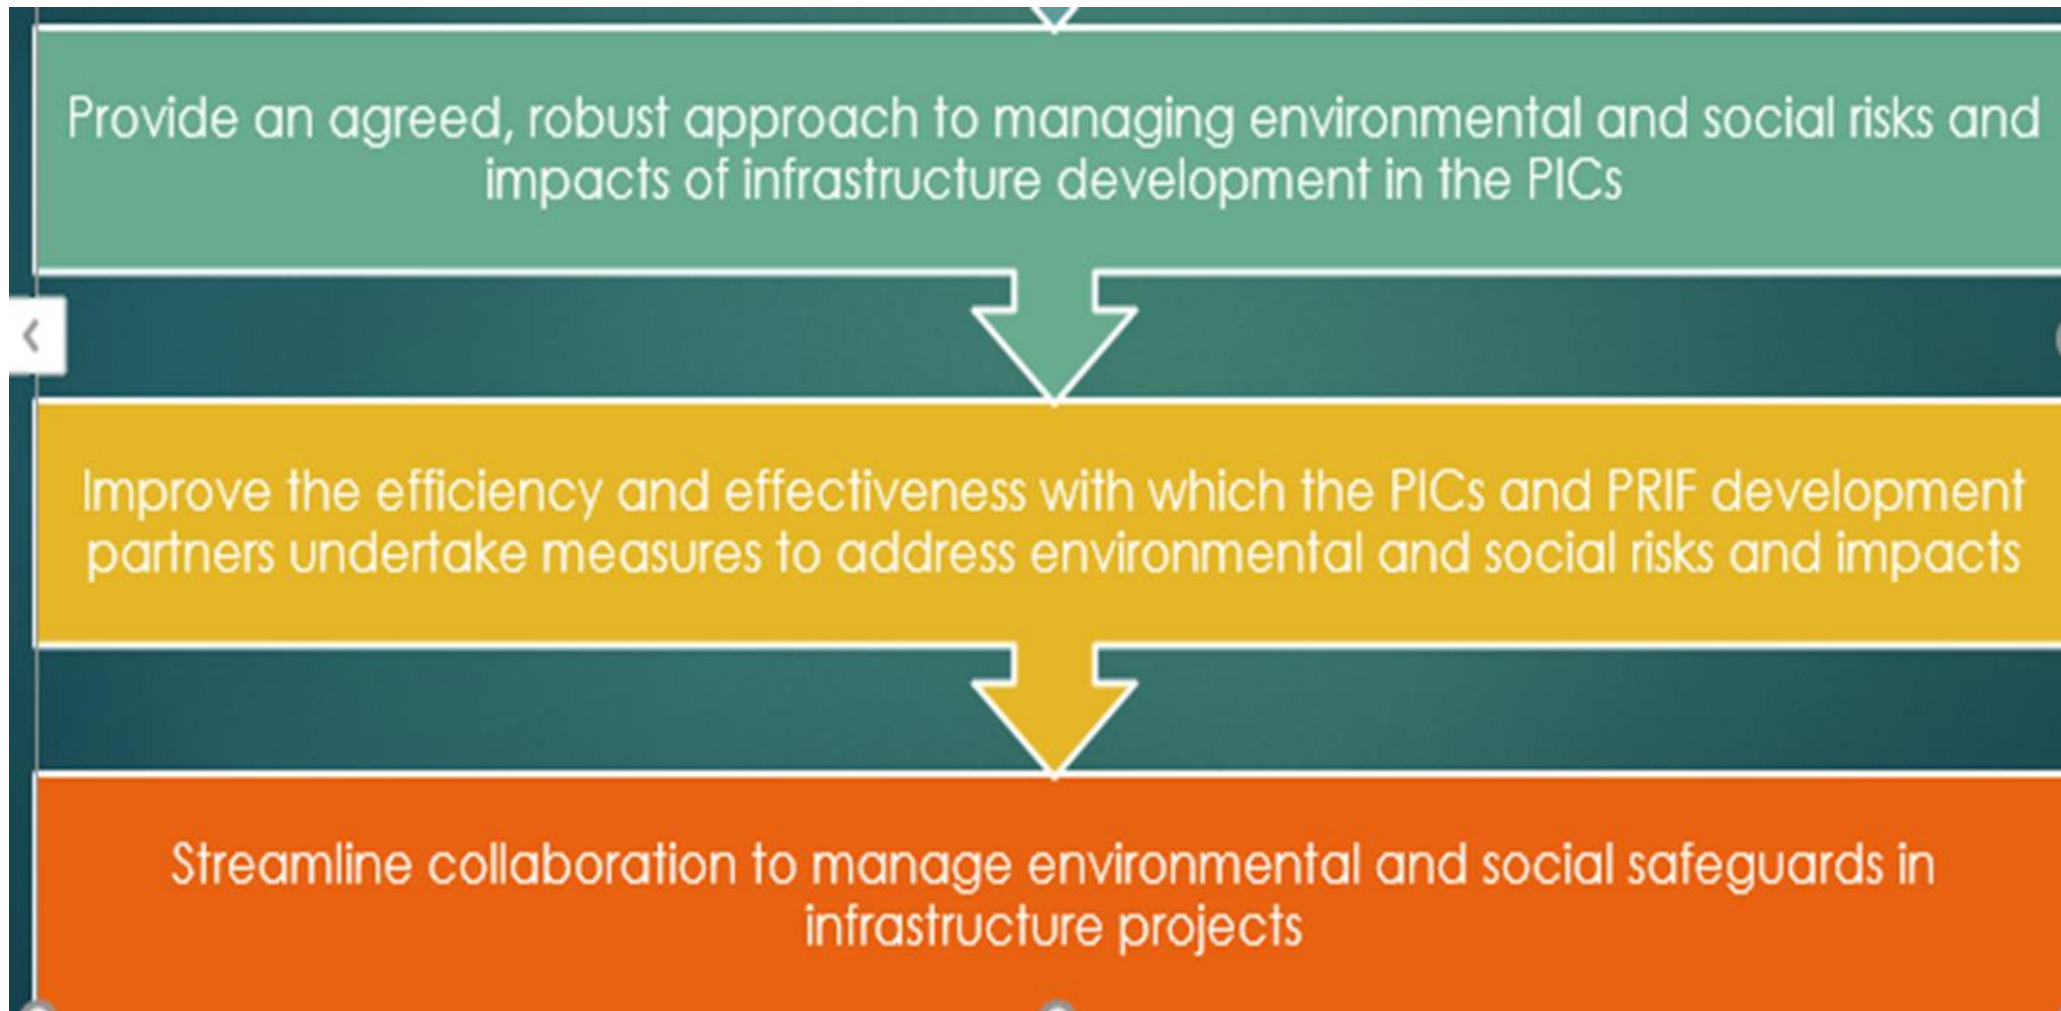 Provide an agreed, robust approach to managing environmental and social risks and
impacts of infrastructure development in the PICs
Improve the efficiency and effectiveness with which the PICs and PRIF development
partners undertake measures to address environmental and social risks and impacts
Streamline collaboration to manage environmental and social safeguards in
infrastructure projects